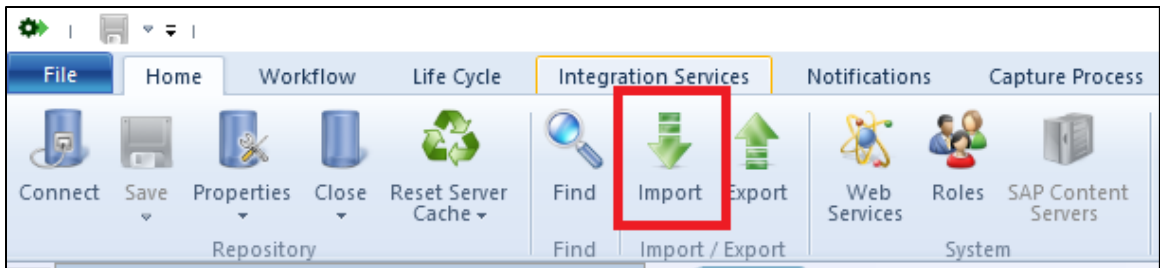 File Home Workflow Life Cycle Integration Services Notifications Capture Process
Connect Save Properties Close Reset Server Cache Find Import Export Web Services Roles SAP Content Servers
Repository Find Import / Export System